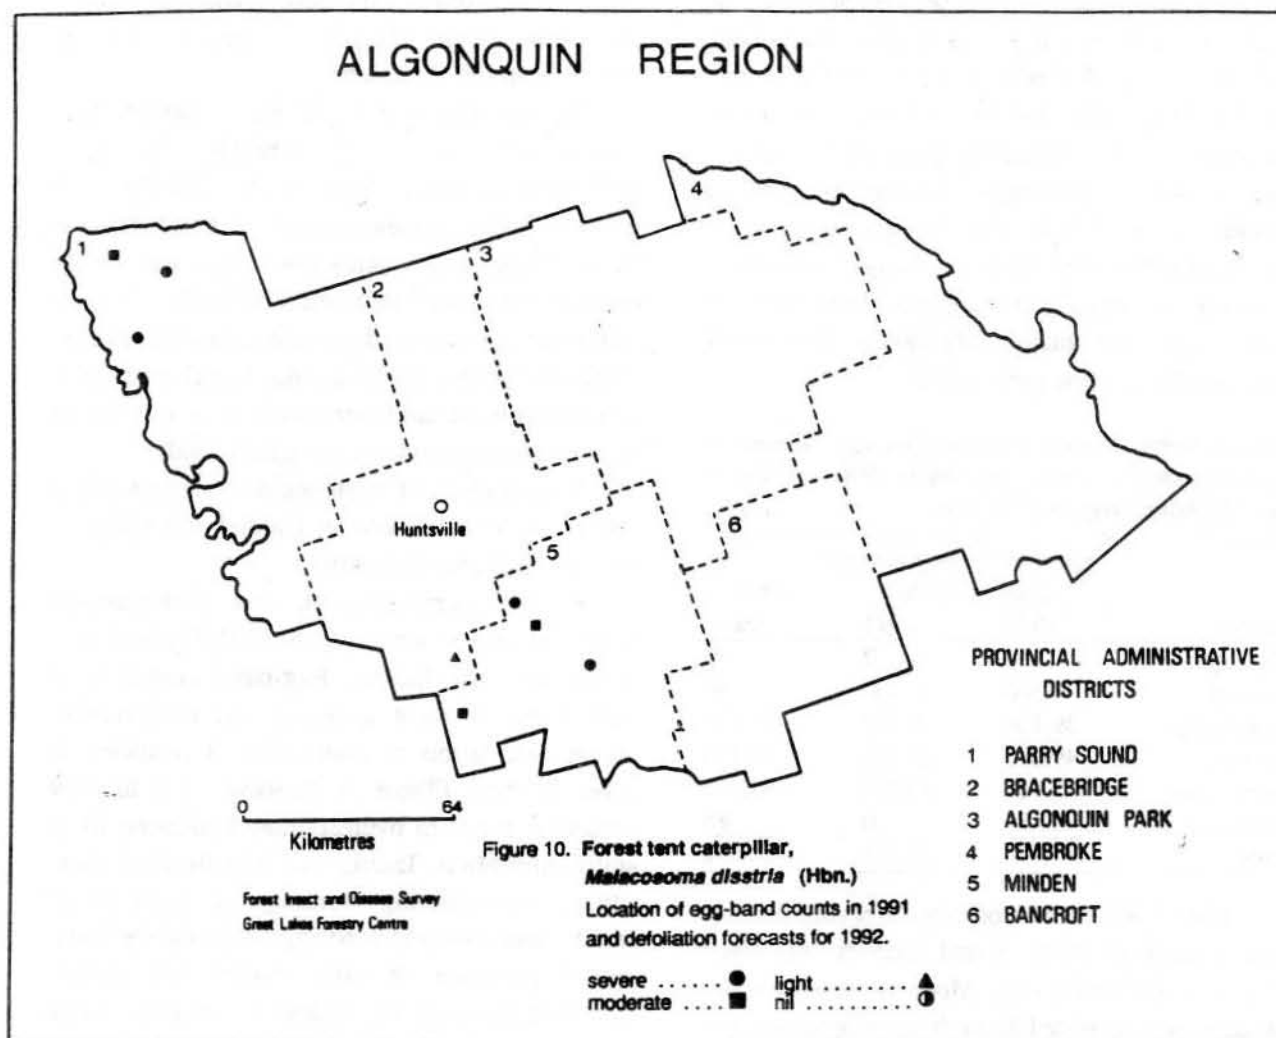 ALGONQUIN REGION
4
1
3
2
Huntsville
5
6
PROVINCIAL ADMINISTRATIVE
DISTRICTS
1 PARRY SOUND
2 BRACEBRIDGE
3 ALGONQUIN PARK
4 PEMBROKE
5 MINDEN
6 BANCROFT
0 64
Kilometres
Figure 10. Forest tent caterpillar,
Malacosoma disstria (Hbn.)
Location of egg-band counts in 1991
and defoliation forecasts for 1992.
Forest Insect and Disease Survey
Great Lakes Forestry Centre
severe ...... ● light ........ ▲
moderate .... ■ nil .......... ◑